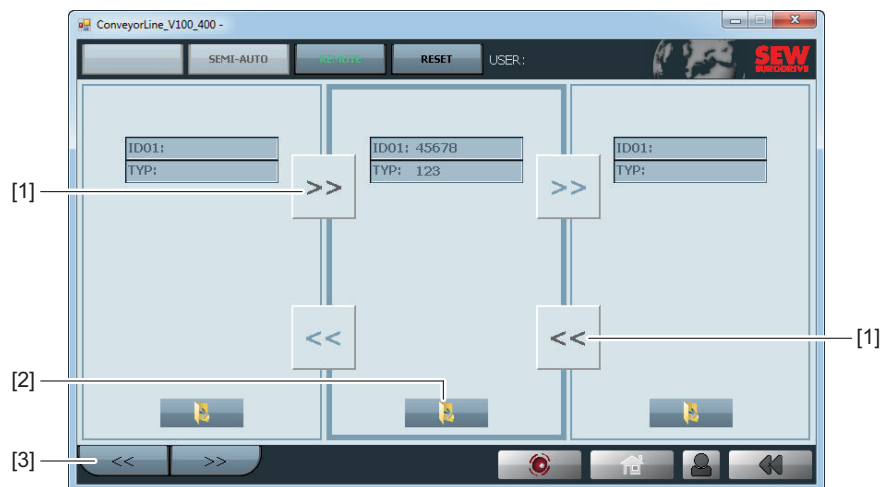 ConveyorLine_V100_400 -
SEMI-AUTO REMOTE RESET USER: SEW
EURODRIVE
ID01: ID01: 45678 ID01:
TYP: TYP: 123 TYP:
[1] >> >>
<< << [1]
[2]
[3] << >>